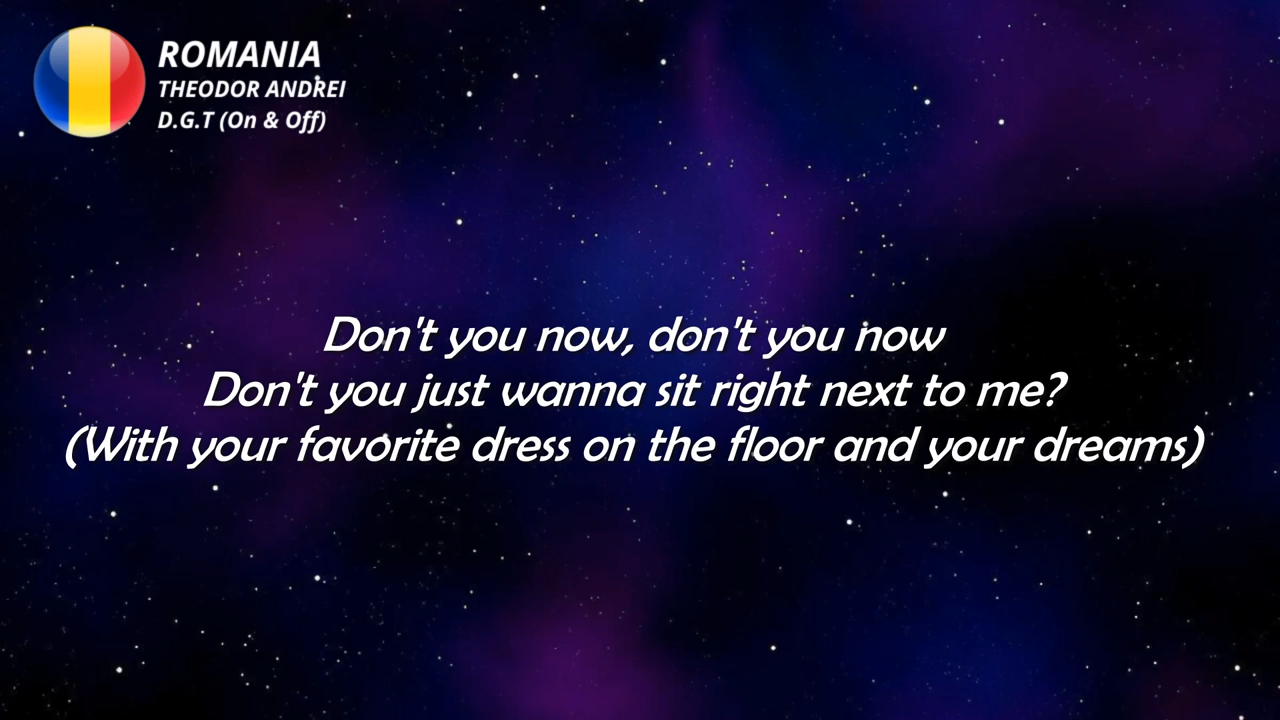 ROMANIA
THEODOR ANDREI
D.G.T (On & Off)
Don't you now, don't you now
Don't you just wanna sit right next to me?
(With your favorite dress on the floor and your dreams)